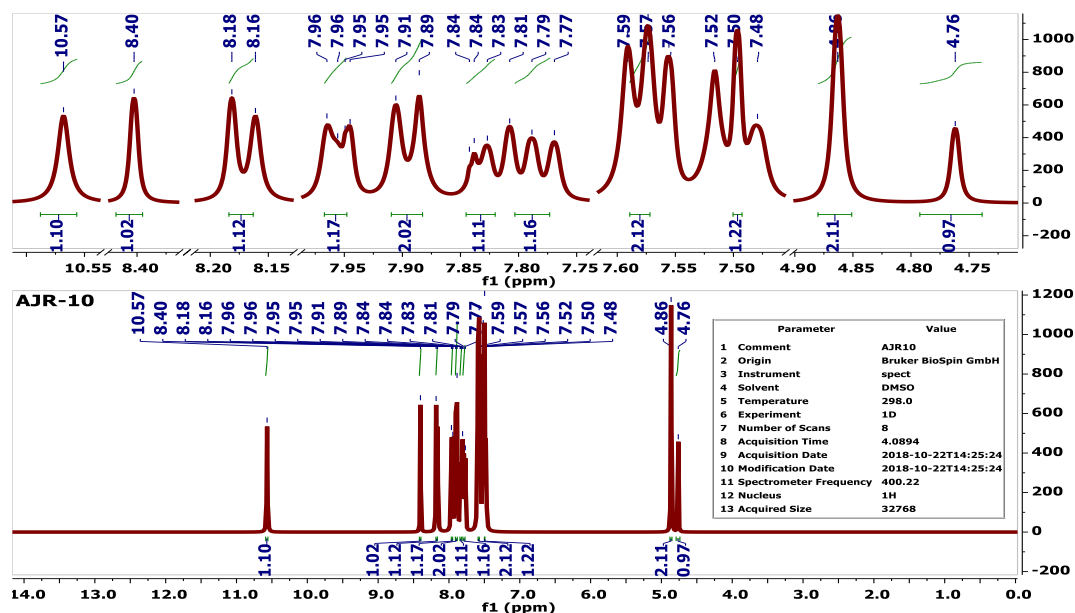 10.57 8.40 8.18 8.16 7.96 7.96 7.95 7.95 7.91 7.89 7.84 7.84 7.83 7.81 7.79 7.77 7.59 7.57 7.56 7.52 7.50 7.48 4.86 4.76
1000
800
600
400
200
0
-200
1.10 1.02 1.12 1.17 2.02 1.11 1.16 2.12 1.22 2.11 0.97
10.55 8.40 8.20 8.15 7.95 7.90 7.85 7.80 7.75 7.60 7.55 7.50 4.90 4.85 4.80 4.75
f1 (ppm)
AJR-10
10.57 8.40 8.18 8.16 7.96 7.96 7.95 7.95 7.91 7.89 7.84 7.84 7.83 7.81 7.79 7.77 7.59 7.57 7.56 7.52 7.50 7.48 4.86 4.76
1200
1000
800
600
400
200
0
-200
Parameter Value
1 Comment AJR10
2 Origin Bruker BioSpin GmbH
3 Instrument spect
4 Solvent DMSO
5 Temperature 298.0
6 Experiment 1D
7 Number of Scans 8
8 Acquisition Time 4.0894
9 Acquisition Date 2018-10-22T14:25:24
10 Modification Date 2018-10-22T14:25:24
11 Spectrometer Frequency 400.22
12 Nucleus 1H
13 Acquired Size 32768
1.10 1.02 1.12 1.17 2.02 1.11 1.16 2.12 1.22 2.11 0.97
14.0 13.0 12.0 11.0 10.0 9.0 8.0 7.0 6.0 5.0 4.0 3.0 2.0 1.0 0.0
f1 (ppm)